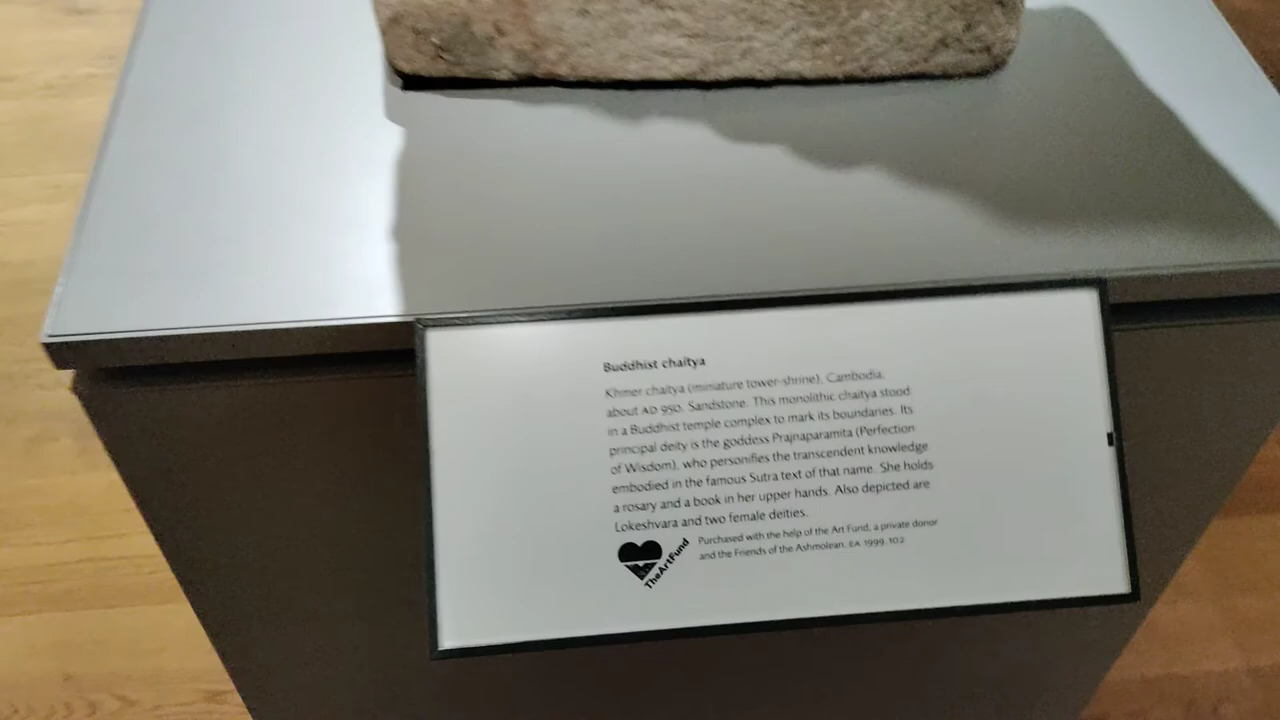 Buddhist chaitya
Khmer chaitya (miniature tower-shrine), Cambodia,
about AD 950. Sandstone. This monolithic chaitya stood
in a Buddhist temple complex to mark its boundaries. Its
principal deity is the goddess Prajnaparamita (Perfection
of Wisdom), who personifies the transcendent knowledge
embodied in the famous Sutra text of that name. She holds
a rosary and a book in her upper hands. Also depicted are
Lokeshvara and two female deities.
Purchased with the help of the Art Fund, a private donor
and the Friends of the Ashmolean, EA 1999.102
TheArtFund